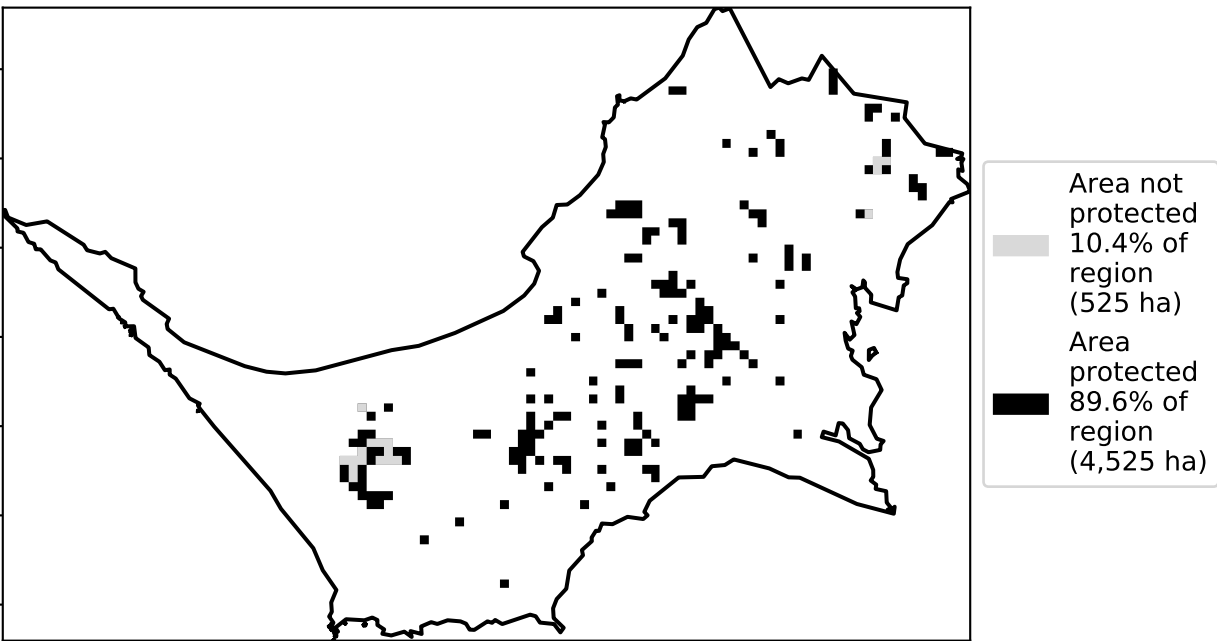 Area not
protected
10.4% of
region
(525 ha)
Area
protected
89.6% of
region
(4,525 ha)